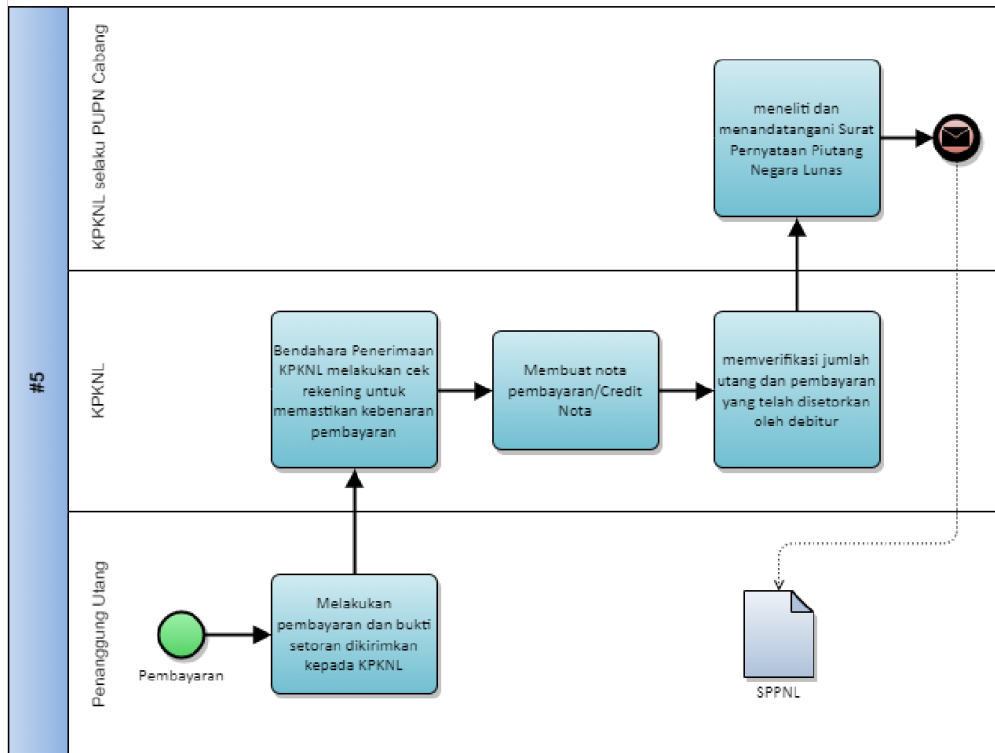 #5
KPKNL selaku PUPN Cabang
meneliti dan
menandatangani Surat
Pernyataan Piutang
Negara Lunas
KPKNL
Bendahara Penerimaan
KPKNL melakukan cek
rekening untuk
memastikan kebenaran
pembayaran
Membuat nota
pembayaran/Credit
Nota
memverifikasi jumlah
utang dan pembayaran
yang telah disetorkan
oleh debitur
Penanggung Utang
Pembayaran
Melakukan
pembayaran dan bukti
setoran dikirimkan
kepada KPKNL
SPPNL